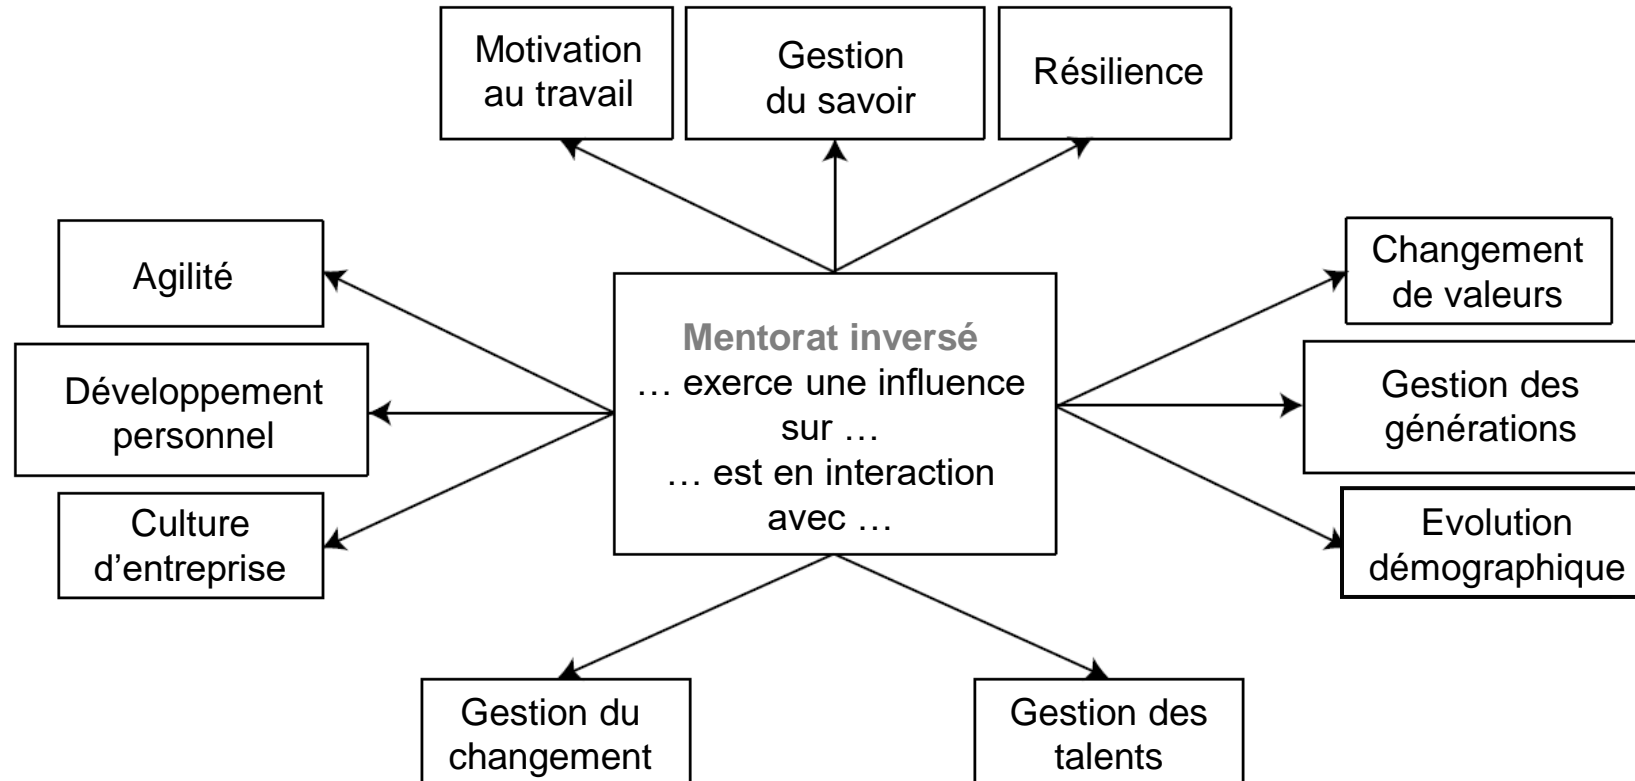 Motivation
au travail
Gestion
du savoir
Résilience
Agilité
Développement
personnel
Culture
d’entreprise
Mentorat inversé
… exerce une influence
sur …
… est en interaction
avec …
Changement
de valeurs
Gestion des
générations
Evolution
démographique
Gestion du
changement
Gestion des
talents